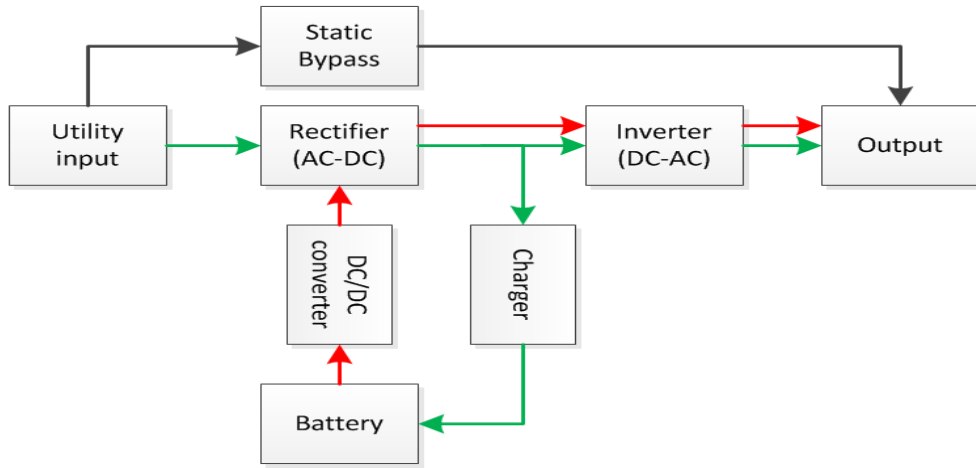 Static
Bypass
Utility
input
Rectifier
(AC-DC)
Inverter
(DC-AC)
Output
DC/DC
converter
Charger
Battery